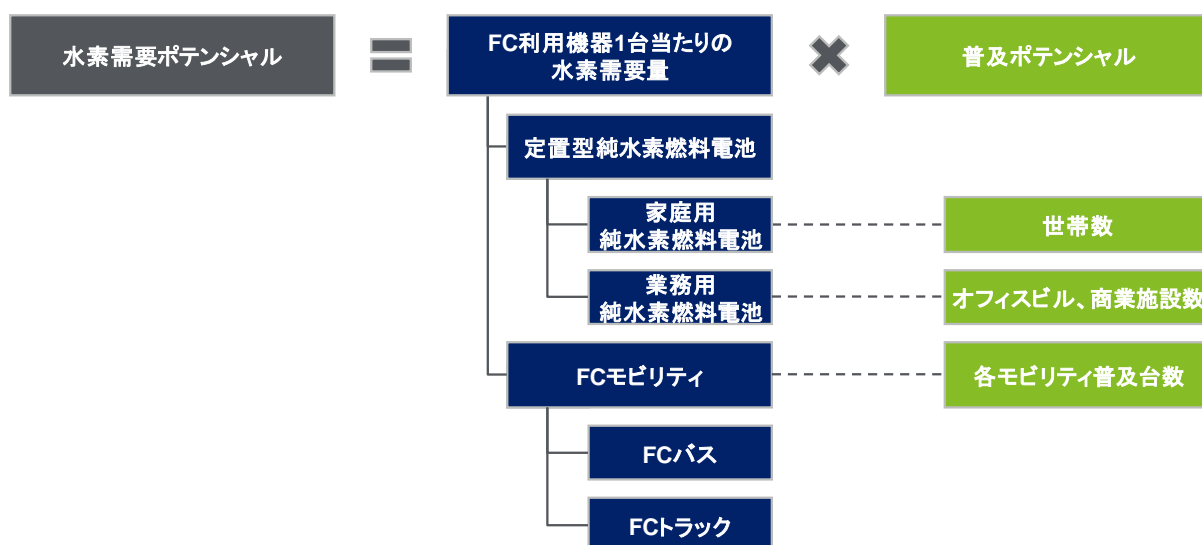 水素需要ポテンシャル
=
FC利用機器1台当たりの
水素需要量
×
普及ポテンシャル
定置型純水素燃料電池
家庭用
純水素燃料電池
世帯数
業務用
純水素燃料電池
オフィスビル、商業施設数
FCモビリティ
各モビリティ普及台数
FCバス
FCトラック